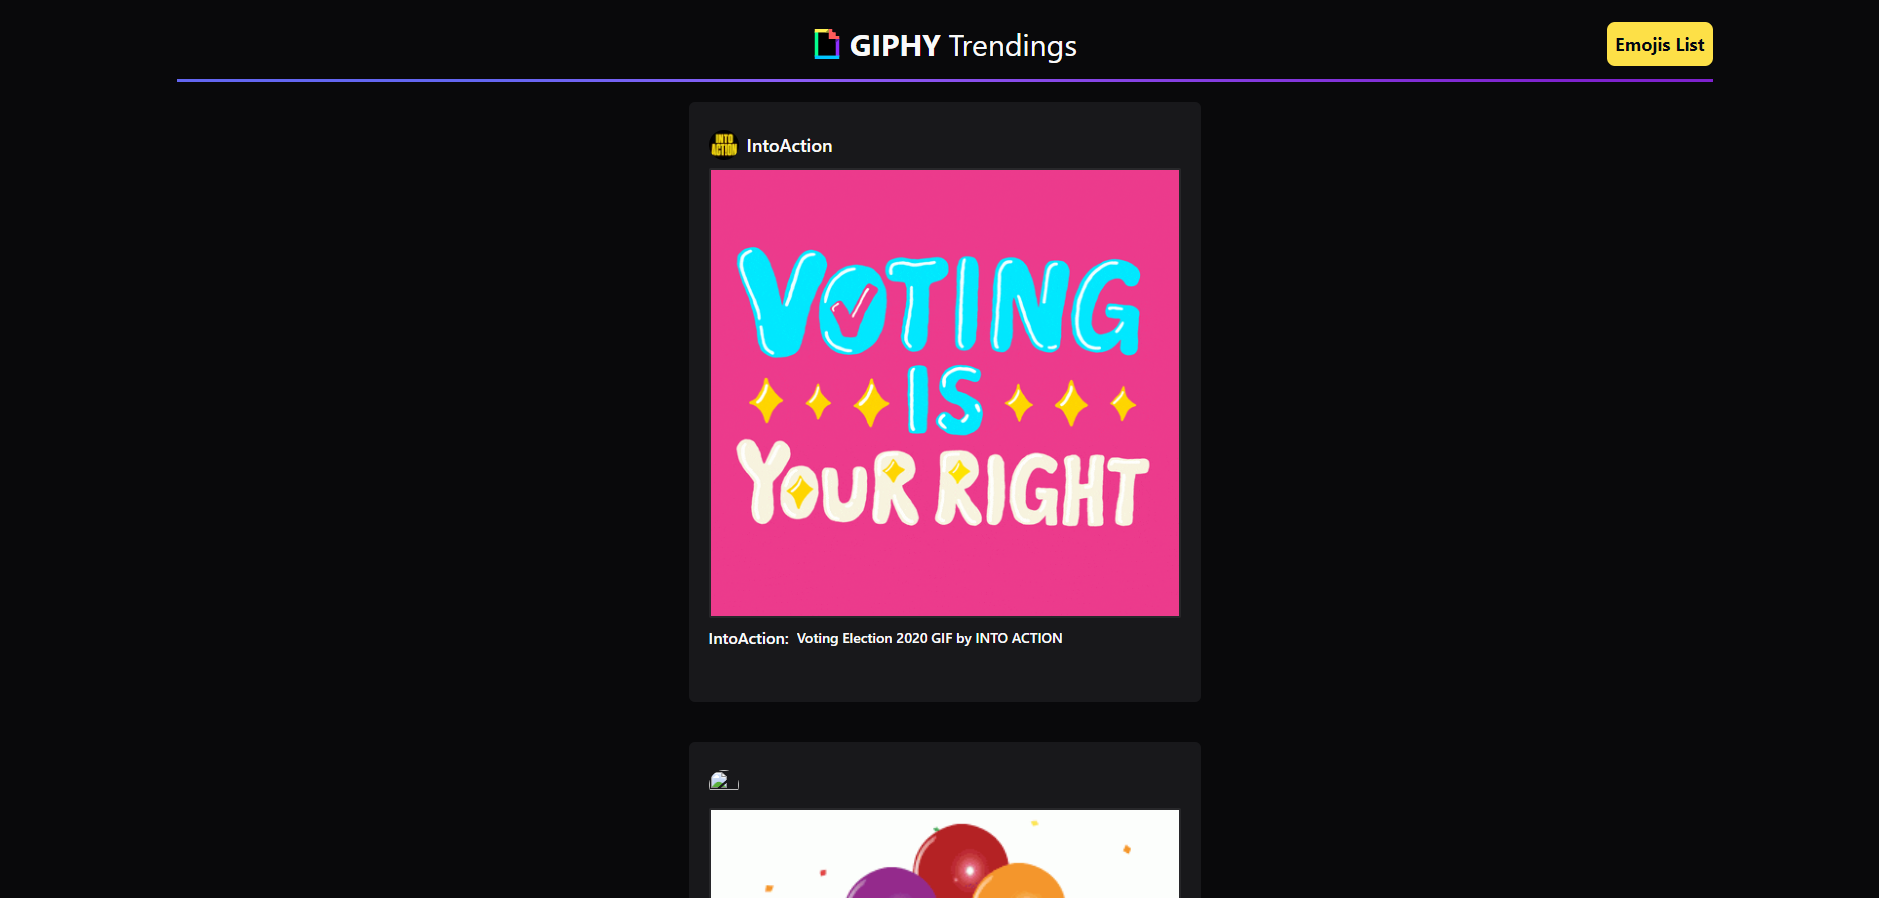 GIPHY Trendings
Emojis List
INTO
ACTION
IntoAction
VOTING
IS
YOUR RIGHT
IntoAction: Voting Election 2020 GIF by INTO ACTION